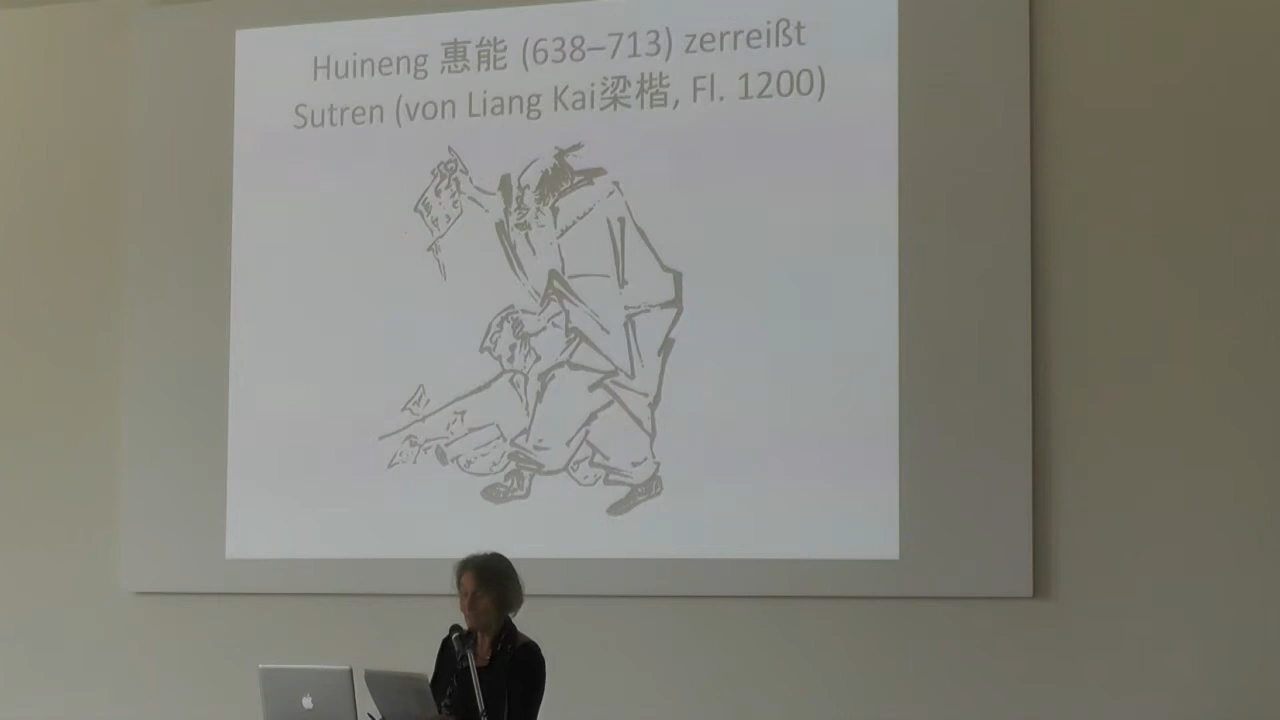 Huineng 惠能 (638–713) zerreißt
Sutren (von Liang Kai梁楷, Fl. 1200)